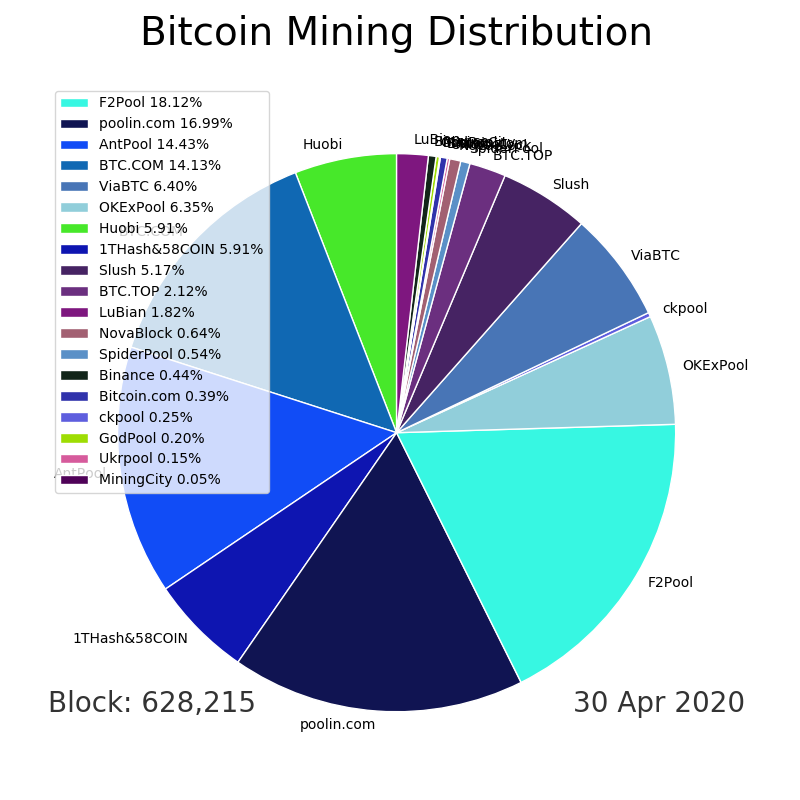 Bitcoin Mining Distribution
F2Pool 18.12%
poolin.com 16.99%
AntPool 14.43%
BTC.COM 14.13%
ViaBTC 6.40%
OKExPool 6.35%
Huobi 5.91%
1THash&58COIN 5.91%
Slush 5.17%
BTC.TOP 2.12%
LuBian 1.82%
NovaBlock 0.64%
SpiderPool 0.54%
Binance 0.44%
Bitcoin.com 0.39%
ckpool 0.25%
GodPool 0.20%
Ukrpool 0.15%
MiningCity 0.05%
Huobi
LuBian
SpiderPool
BTC.TOP
Slush
ViaBTC
ckpool
OKExPool
AntPool
F2Pool
1THash&58COIN
poolin.com
Block: 628,215
30 Apr 2020